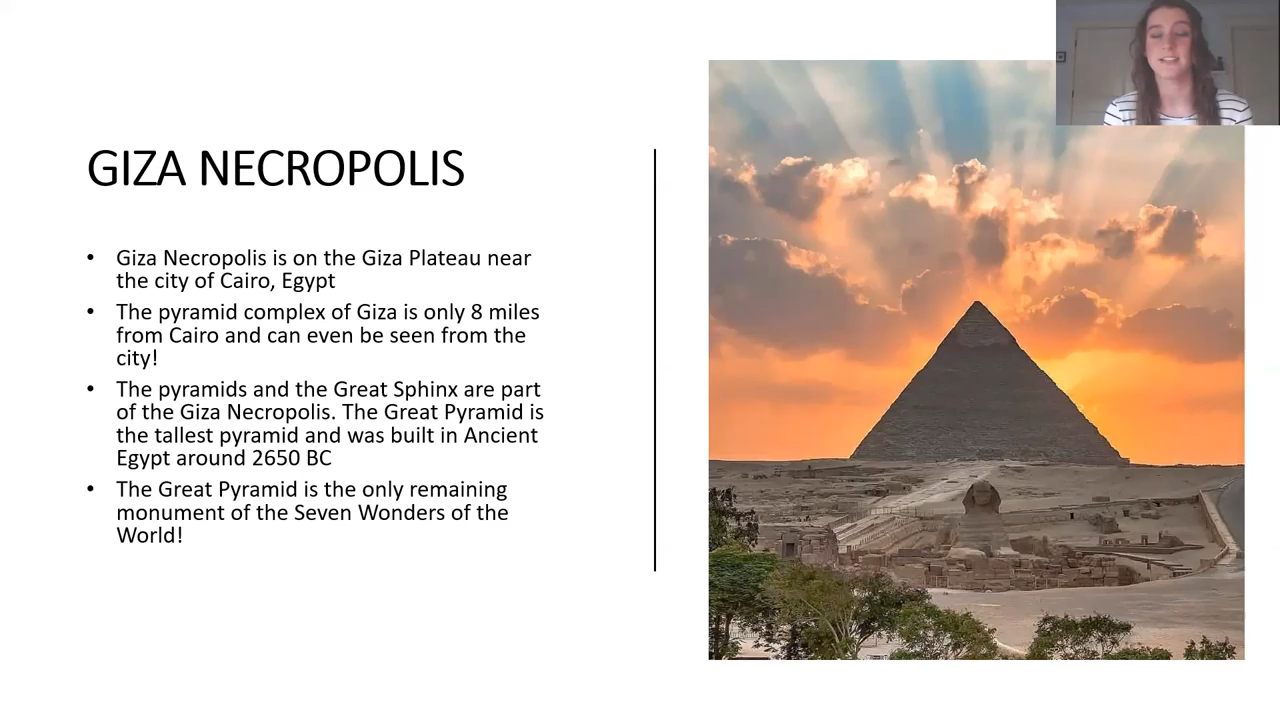 GIZA NECROPOLIS
• Giza Necropolis is on the Giza Plateau near
the city of Cairo, Egypt
• The pyramid complex of Giza is only 8 miles
from Cairo and can even be seen from the
city!
• The pyramids and the Great Sphinx are part
of the Giza Necropolis. The Great Pyramid is
the tallest pyramid and was built in Ancient
Egypt around 2650 BC
• The Great Pyramid is the only remaining
monument of the Seven Wonders of the
World!